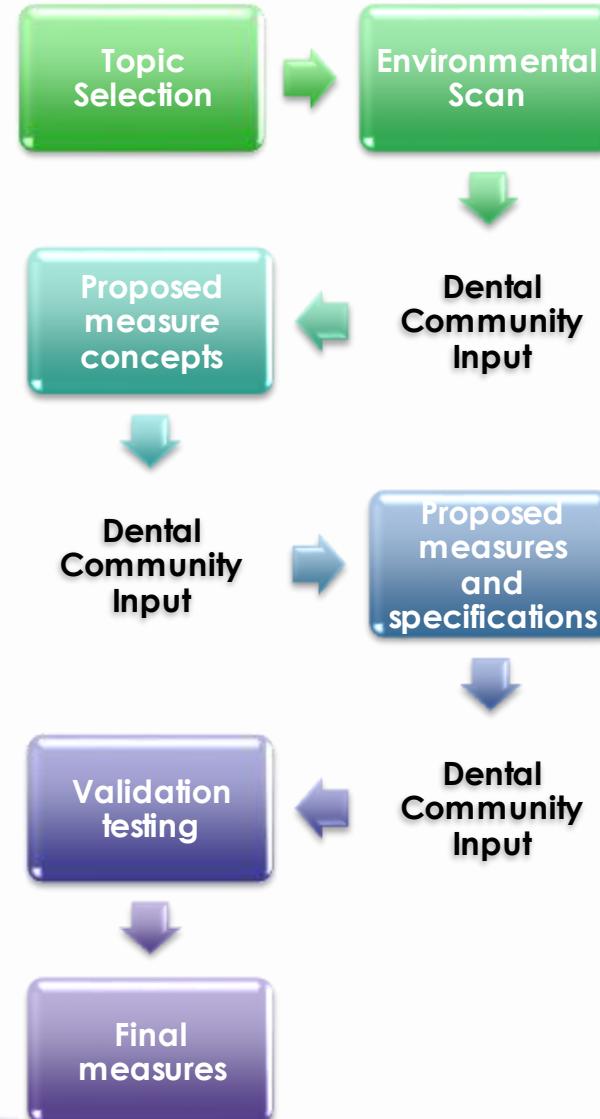 Topic
Selection
Environmental
Scan
Dental
Community
Input
Proposed
measure
concepts
Dental
Community
Input
Proposed
measures
and
specifications
Dental
Community
Input
Validation
testing
Final
measures